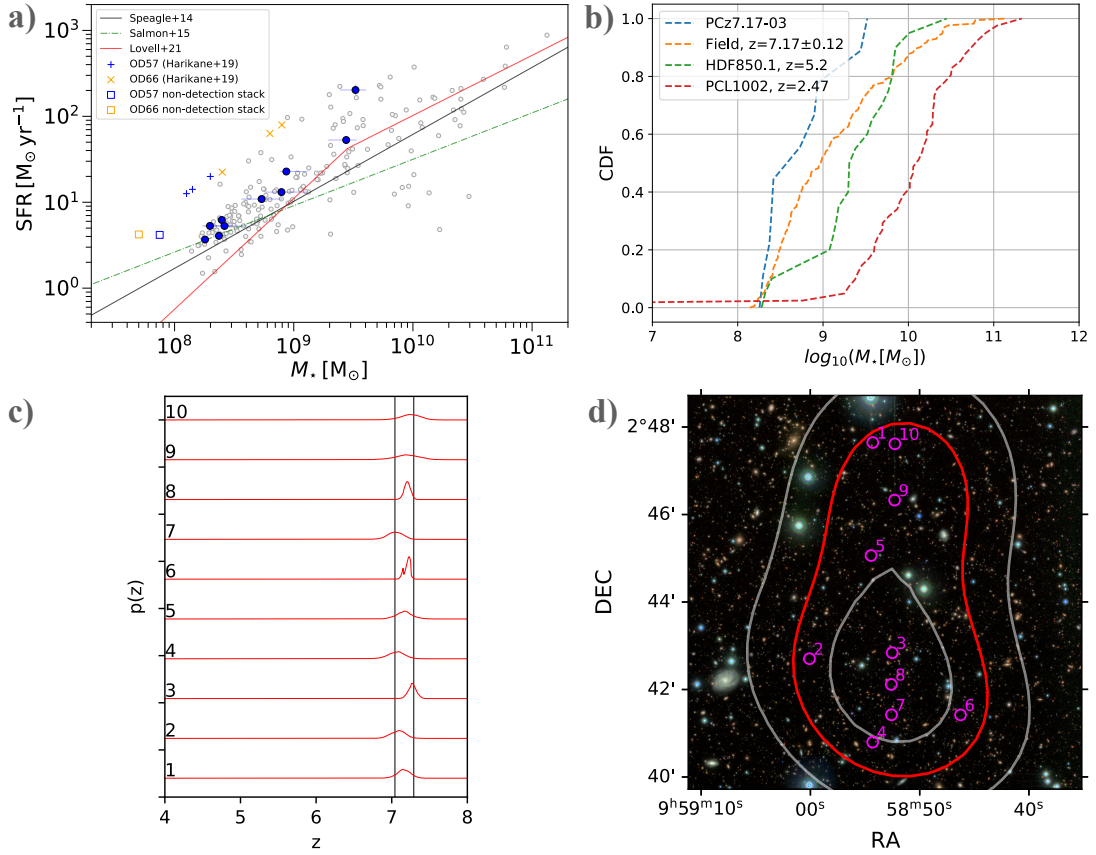 a)
Speagle+14
Salmon+15
Lovell+21
OD57 (Harikane+19)
OD66 (Harikane+19)
OD57 non-detection stack
OD66 non-detection stack
10³
10²
10¹
10⁰
SFR [M⊙ yr⁻¹]
10⁸
10⁹
10¹⁰
10¹¹
M⋆[M⊙]
b)
PCz7.17-03
Field, z=7.17±0.12
HDF850.1, z=5.2
PCL1002, z=2.47
1.0
0.8
0.6
0.4
0.2
0.0
CDF
7
8
9
10
11
12
log₁₀(M⋆[M⊙])
c)
10
9
8
7
6
5
4
3
2
1
p(z)
4
5
6
7
8
z
d)
2°48'
46'
44'
42'
40'
DEC
1
10
9
5
2
3
8
7
6
4
9ʰ59ᵐ10ˢ
00ˢ
58ᵐ50ˢ
40ˢ
RA